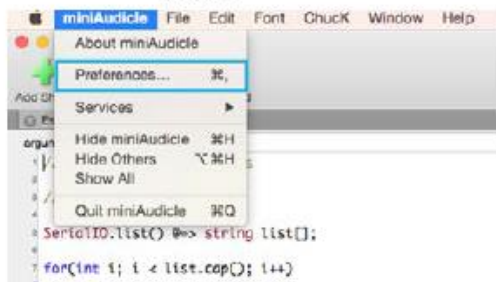 miniAudicle File Edit Font ChucK Window Help
About miniAudicle
Preferences... ⌘,
Services ▶
Hide miniAudicle ⌘H
Hide Others ⌥⌘H
Show All
Quit miniAudicle ⌘Q
SerialIO.list() @=> string list[];
for(int i; i < list.cap(); i++)